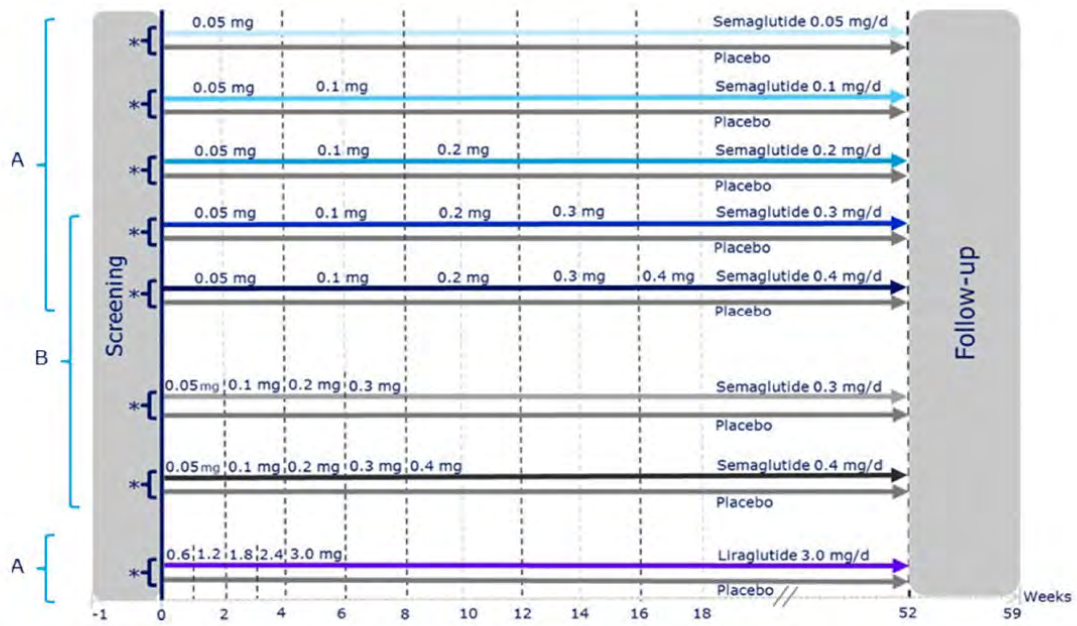 0.05 mg Semaglutide 0.05 mg/d
*
Placebo
0.05 mg 0.1 mg Semaglutide 0.1 mg/d
*
Placebo
A
0.05 mg 0.1 mg 0.2 mg Semaglutide 0.2 mg/d
*
Placebo
0.05 mg 0.1 mg 0.2 mg 0.3 mg Semaglutide 0.3 mg/d
*
Placebo
0.05 mg 0.1 mg 0.2 mg 0.3 mg 0.4 mg Semaglutide 0.4 mg/d
*
Placebo
Screening
Follow-up
B
0.05 mg 0.1 mg 0.2 mg 0.3 mg Semaglutide 0.3 mg/d
*
Placebo
0.05 mg 0.1 mg 0.2 mg 0.3 mg 0.4 mg Semaglutide 0.4 mg/d
*
Placebo
A
0.6 1.2 1.8 2.4 3.0 mg Liraglutide 3.0 mg/d
*
Placebo
-1 0 2 4 6 8 10 12 14 16 18 // 52 59 Weeks